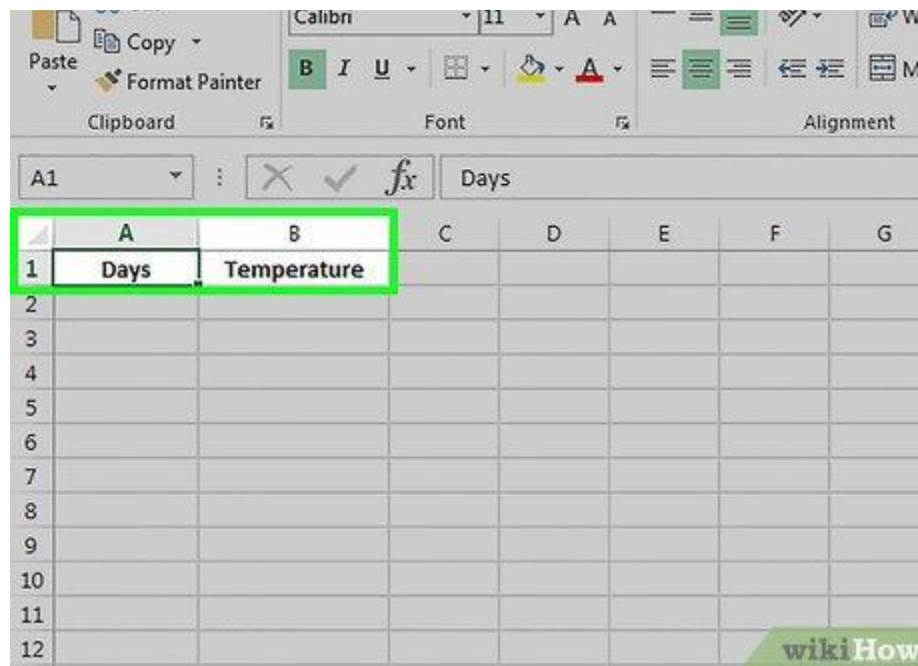 Calibri 11 A A
Copy
Paste
B I U A
Format Painter
Clipboard Font Alignment
A1 fx Days
A B C D E F G
1 Days Temperature
2
3
4
5
6
7
8
9
10
11
12
wikiHow